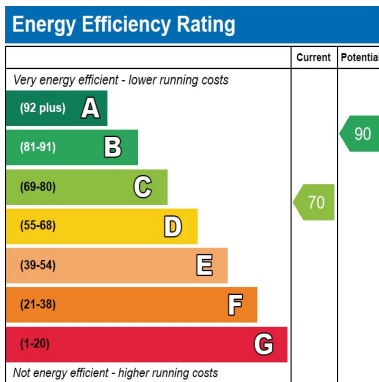 Energy Efficiency Rating
Current Potential
Very energy efficient - lower running costs
(92 plus) A
(81-91) B
90
(69-80) C
70
(55-68) D
(39-54) E
(21-38) F
(1-20) G
Not energy efficient - higher running costs